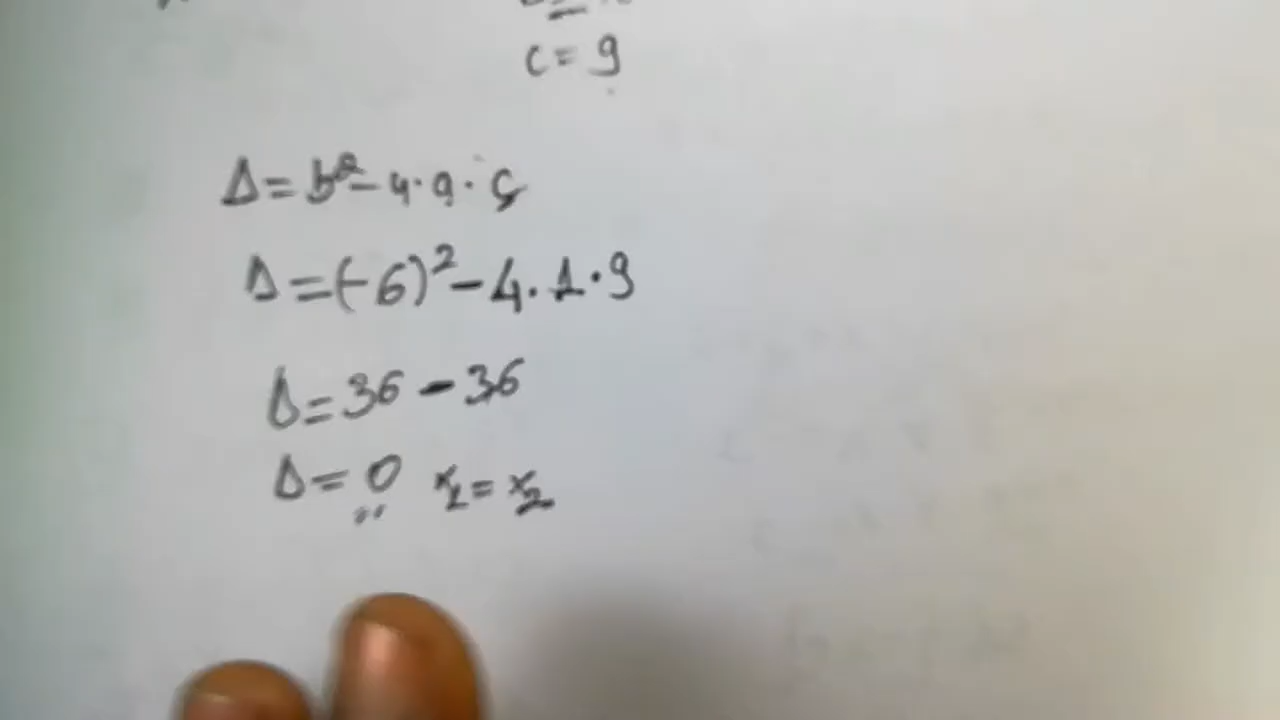 c = 9
Δ = b² - 4 · a · c
Δ = (-6)² - 4 · 1 · 9
Δ = 36 - 36
Δ = 0 x₁ = x₂